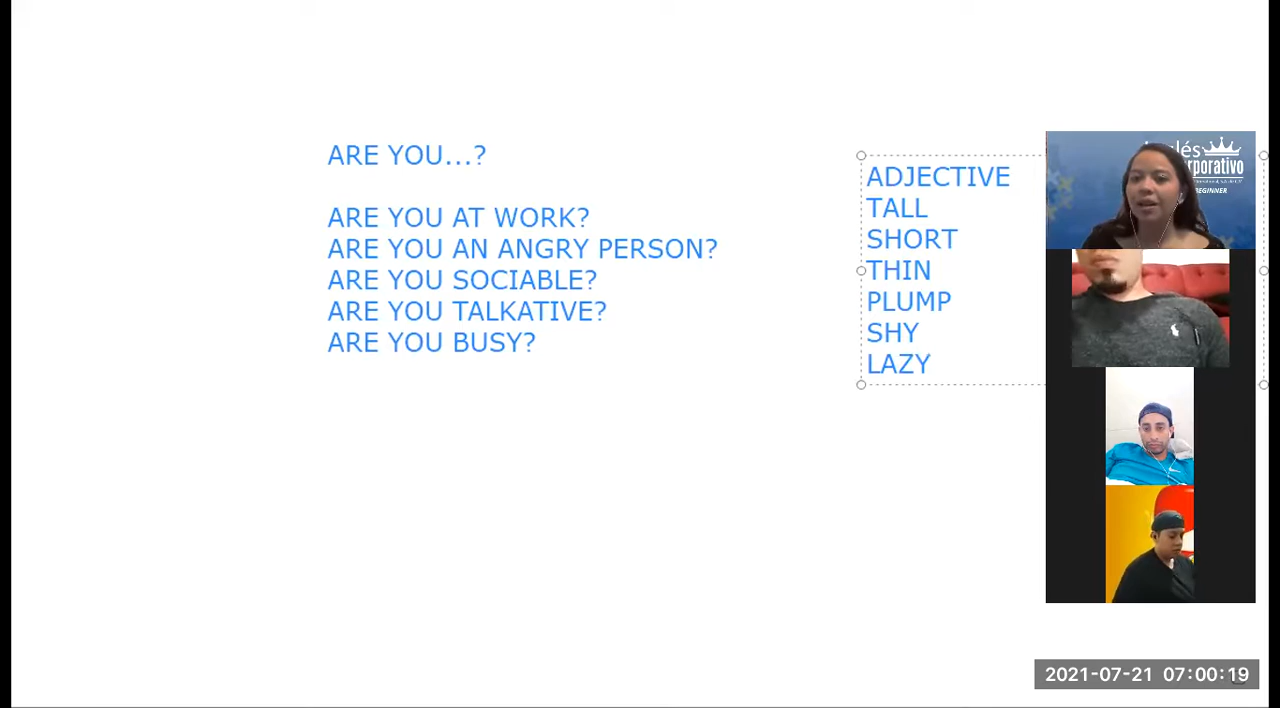 ARE YOU...?
ARE YOU AT WORK?
ARE YOU AN ANGRY PERSON?
ARE YOU SOCIABLE?
ARE YOU TALKATIVE?
ARE YOU BUSY?
ADJECTIVE
TALL
SHORT
THIN
PLUMP
SHY
LAZY
BEGINNER
2021-07-21 07:00:19